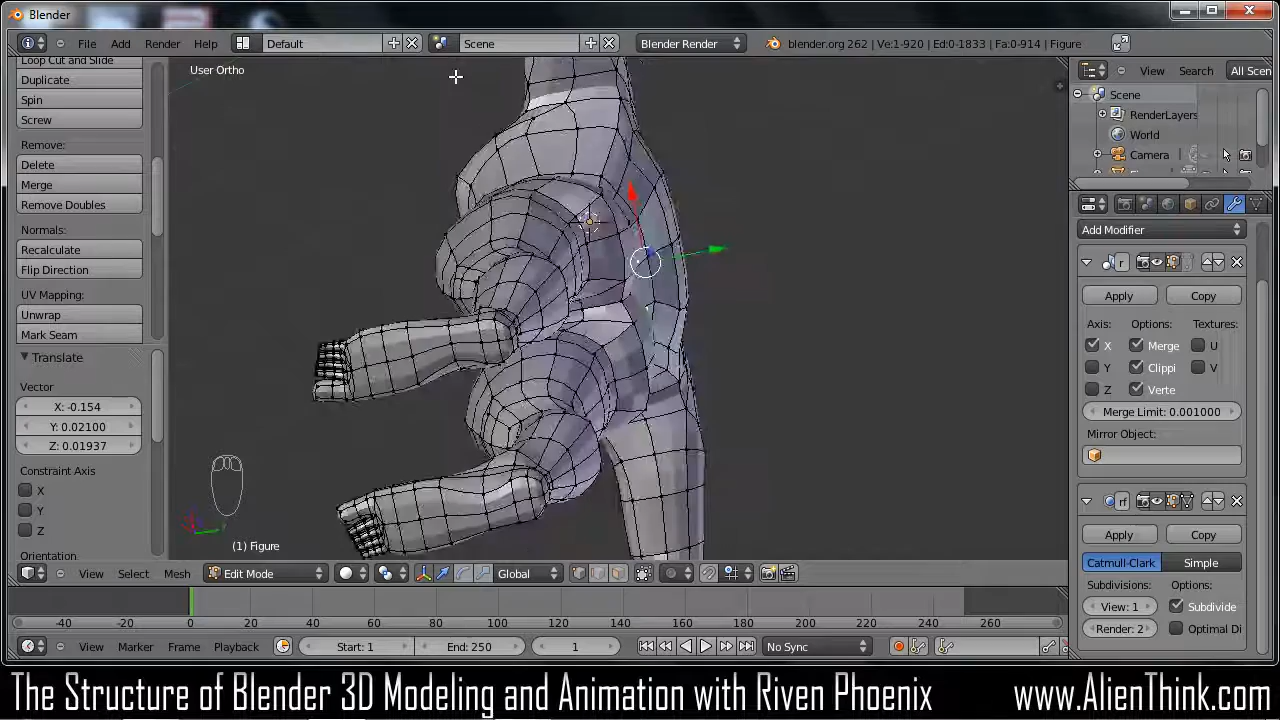 Blender
File Add Render Help Default Scene Blender Render blender.org 262 | Ve:1-920 | Ed:0-1833 | Fa:0-914 | Figure
Loop Cut and Slide
Duplicate
Spin
Screw
Remove:
Delete
Merge
Remove Doubles
Normals:
Recalculate
Flip Direction
UV Mapping:
Unwrap
Mark Seam
Translate
Vector
X: -0.154
Y: 0.02100
Z: 0.01937
Constraint Axis
X
Y
Z
Orientation
User Ortho
(1) Figure
View Search All Scen
Scene
RenderLayers
World
Camera
Add Modifier
Apply Copy
Axis: Options: Textures:
X Merge U
Y Clippi V
Z Verte
Merge Limit: 0.001000
Mirror Object:
Apply Copy
Catmull-Clark Simple
Subdivisions: Options:
View: 1 Subdivide
Render: 2 Optimal Di
View Select Mesh Edit Mode Global
-40 -20 0 20 40 60 80 100 120 140 160 180 200 220 240 260
View Marker Frame Playback Start: 1 End: 250 1 No Sync
The Structure of Blender 3D Modeling and Animation with Riven Phoenix www.AlienThink.com